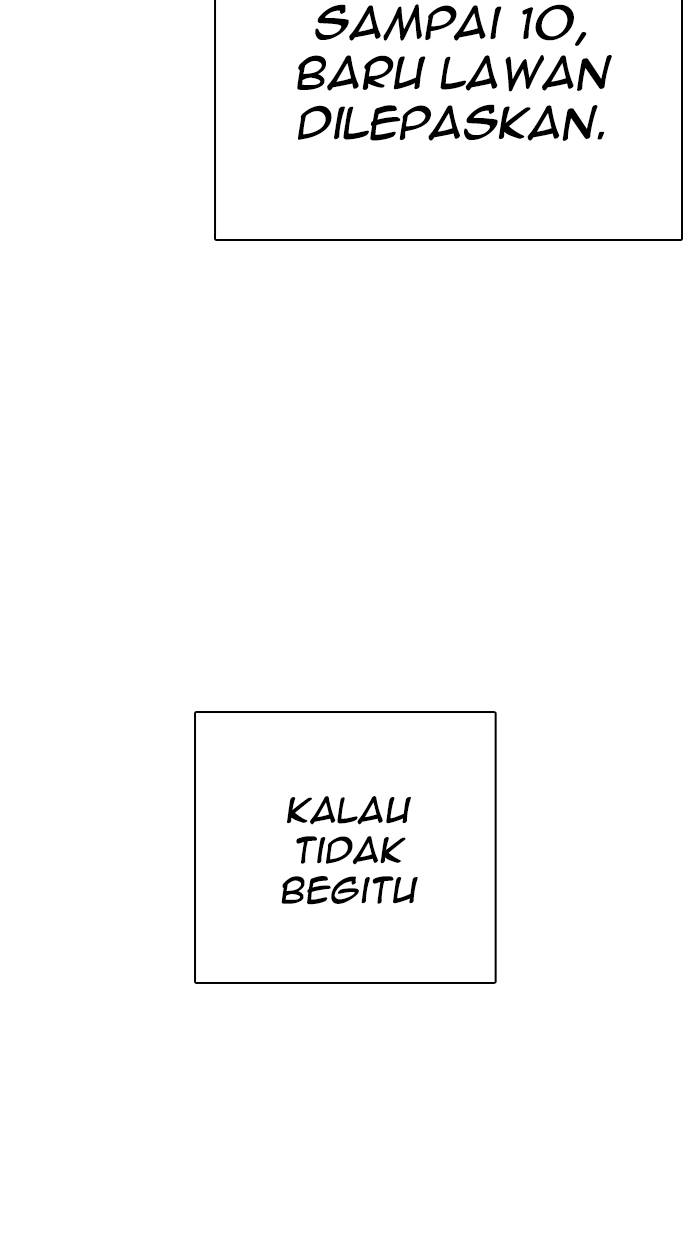 SAMPAI 10,
BARU LAWAN
DILEPASKAN.
KALAU
TIDAK
BEGITU